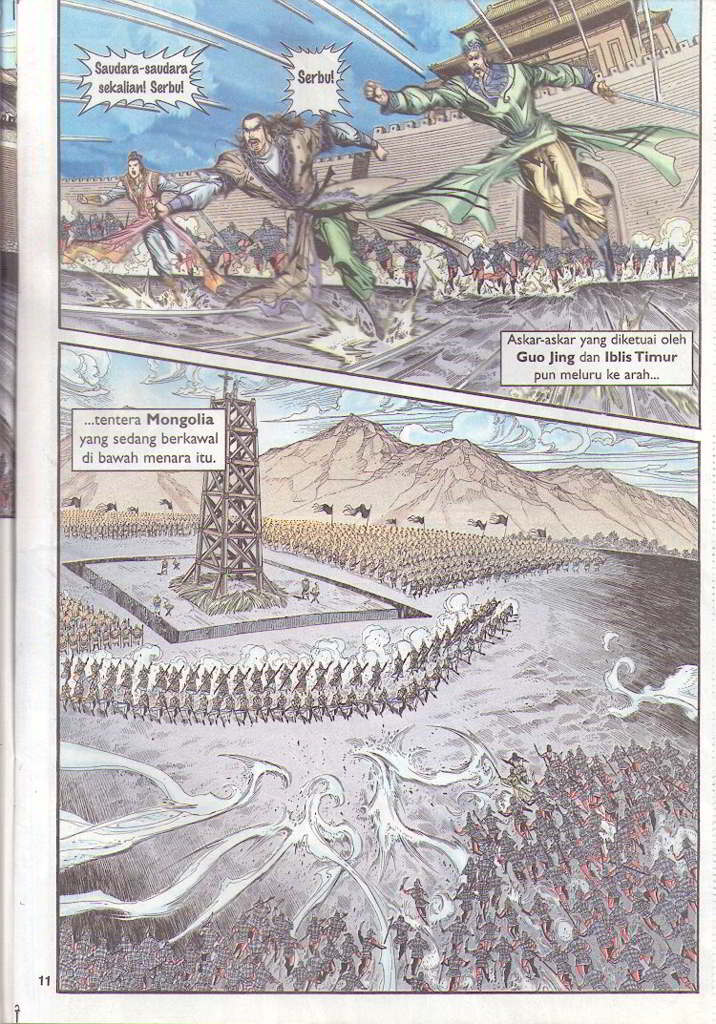 Saudara-saudara
sekalian! Serbu!
Serbu!
Askar-askar yang diketuai oleh
Guo Jing dan Iblis Timur
pun meluru ke arah...
...tentera Mongolia
yang sedang berkawal
di bawah menara itu.
11